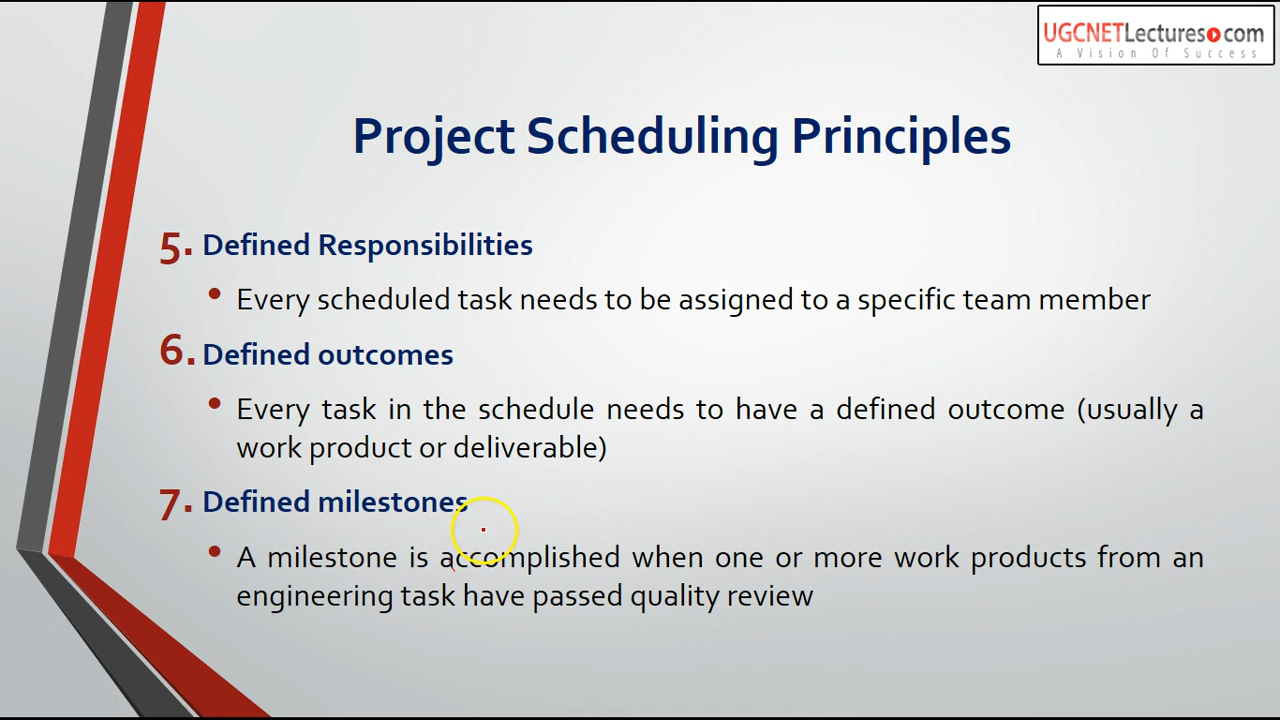 UGCNETLectures.com
A Vision Of Success
Project Scheduling Principles
5. Defined Responsibilities
• Every scheduled task needs to be assigned to a specific team member
6. Defined outcomes
• Every task in the schedule needs to have a defined outcome (usually a
work product or deliverable)
7. Defined milestones
• A milestone is accomplished when one or more work products from an
engineering task have passed quality review